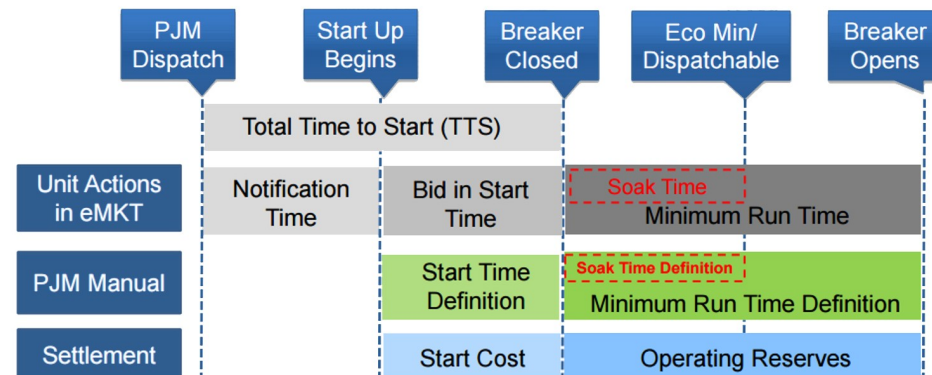 PJM
Dispatch
Start Up
Begins
Breaker
Closed
Eco Min/
Dispatchable
Breaker
Opens
Total Time to Start (TTS)
Unit Actions
in eMKT
Notification
Time
Bid in Start
Time
Soak Time
Minimum Run Time
PJM Manual
Start Time
Definition
Soak Time Definition
Minimum Run Time Definition
Settlement
Start Cost
Operating Reserves